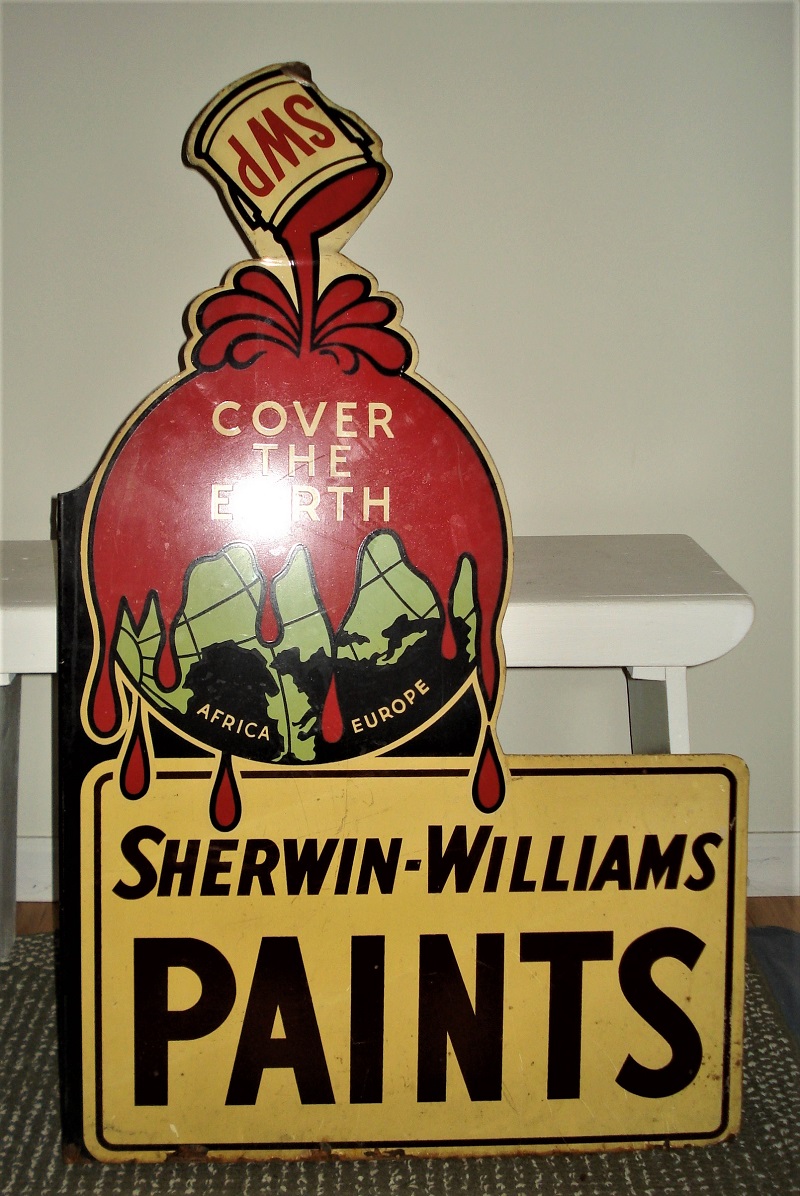 SWP
COVER
THE
EARTH
AFRICA
EUROPE
SHERWIN-WILLIAMS
PAINTS